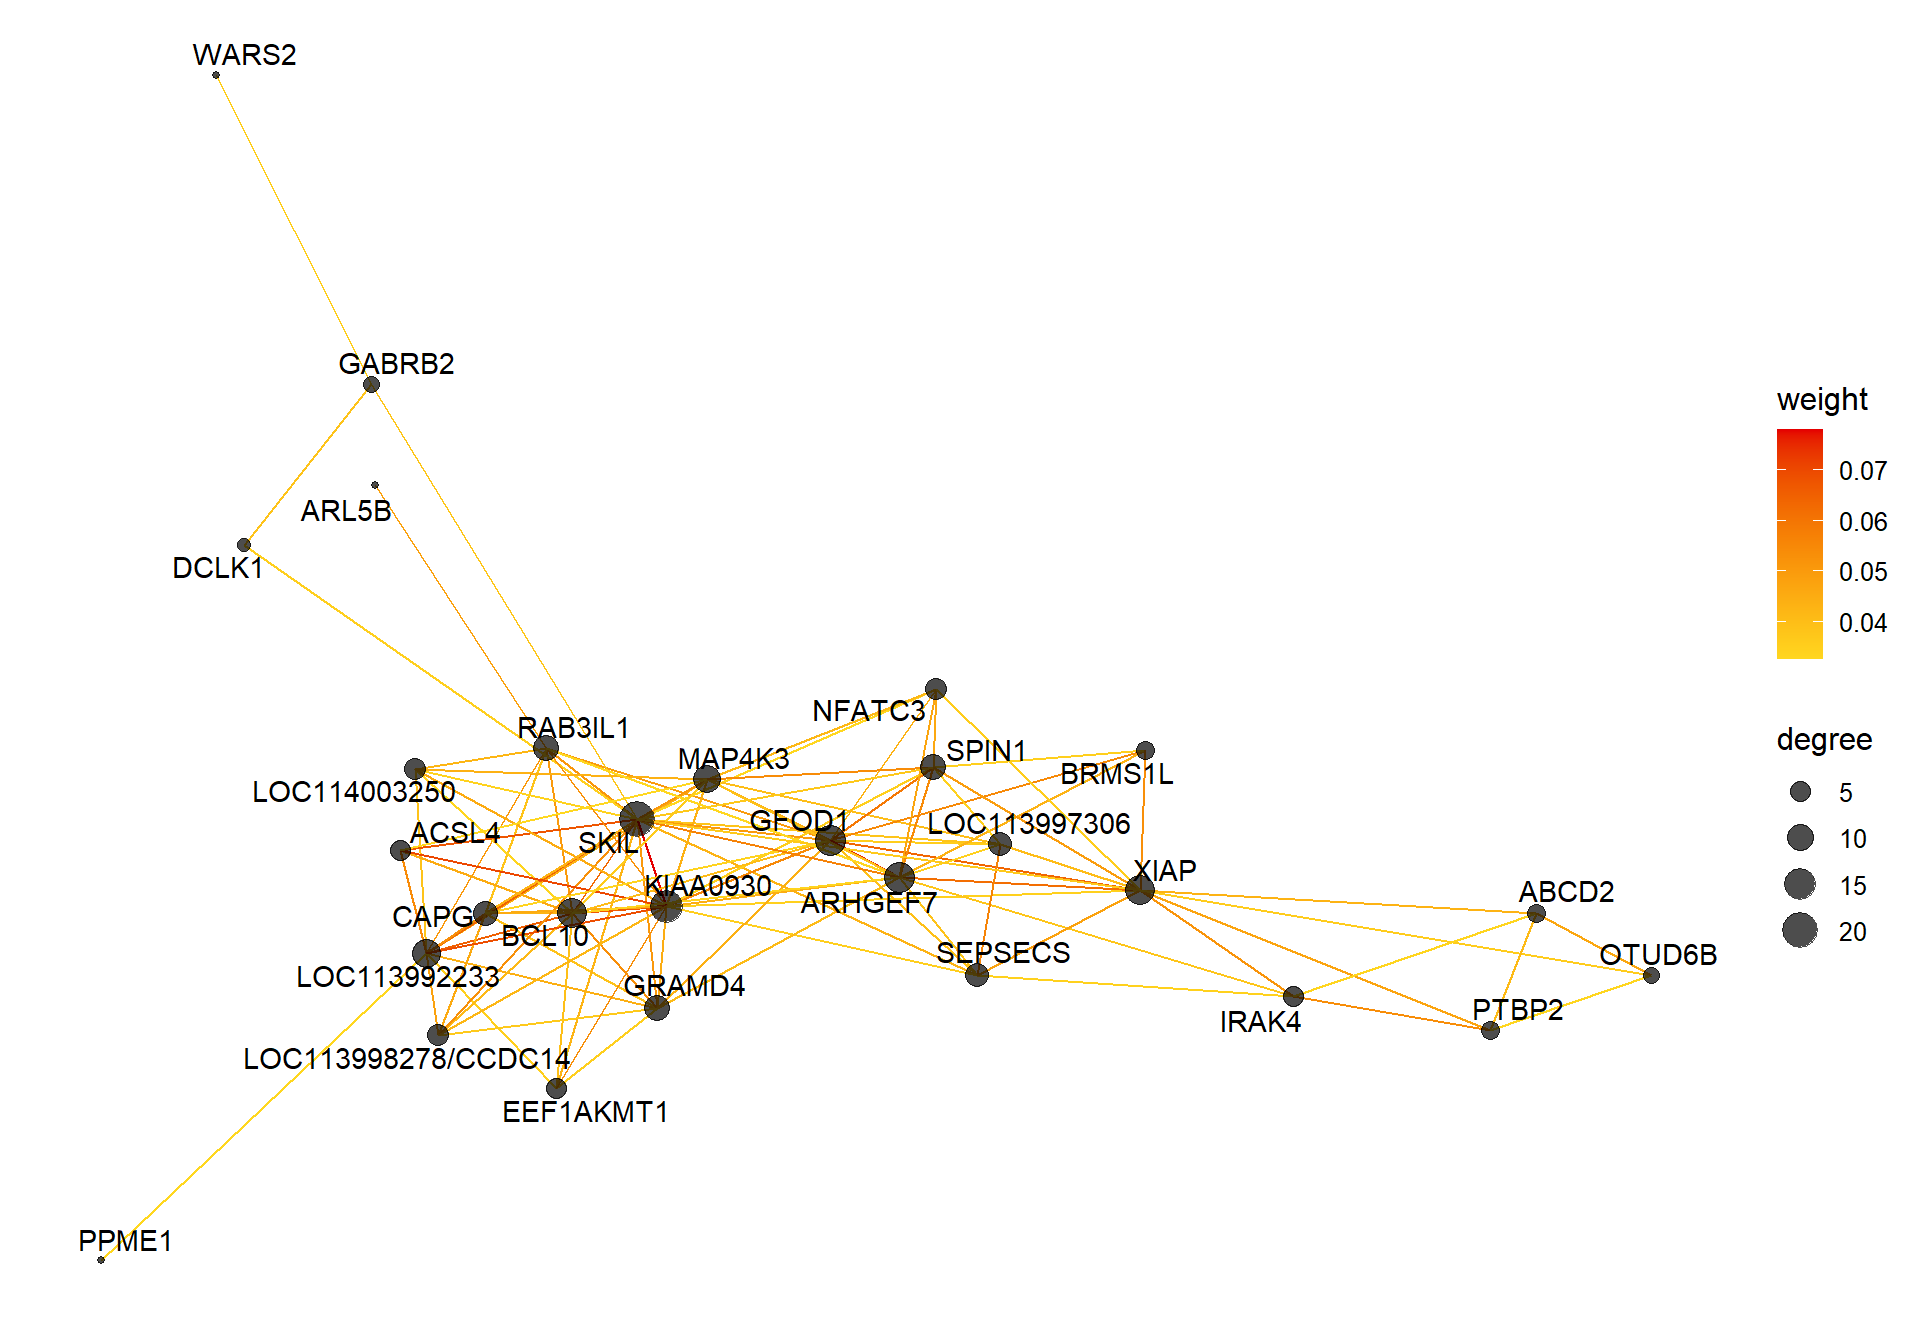 WARS2
GABRB2
ARL5B
DCLK1
RAB3IL1
NFATC3
MAP4K3
SPIN1
BRMS1L
LOC114003250
GFOD1
LOC113997306
ACSL4
SKIL
XIAP
KIAA0930
ABCD2
CAPG
ARHGEF7
BCL10
SEPSECS
OTUD6B
LOC113992233
GRAMD4
IRAK4
PTBP2
LOC113998278/CCDC14
EEF1AKMT1
PPME1
weight
0.07
0.06
0.05
0.04
degree
5
10
15
20